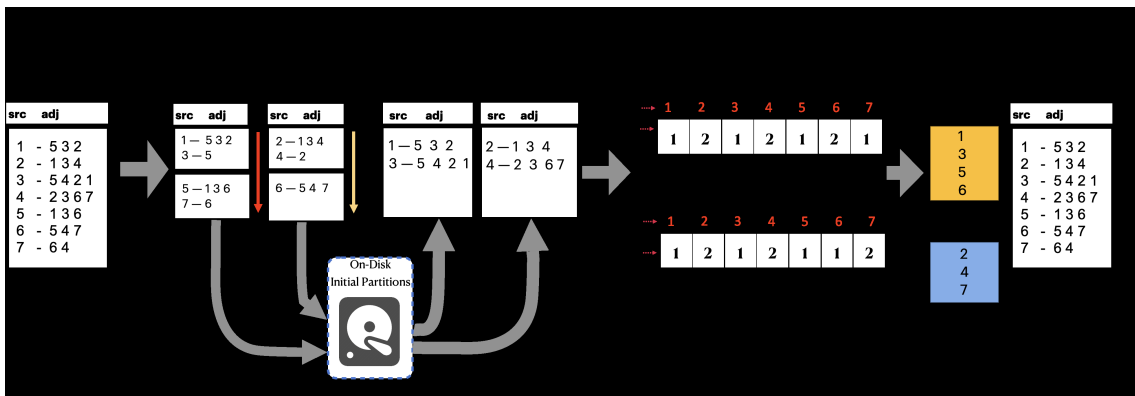 src adj
1 - 5 3 2
2 - 1 3 4
3 - 5 4 2 1
4 - 2 3 6 7
5 - 1 3 6
6 - 5 4 7
7 - 6 4
src adj
1 — 5 3 2
3 — 5
5 — 1 3 6
7 — 6
src adj
2 — 1 3 4
4 — 2
6 — 5 4 7
On-Disk
Initial Partitions
src adj
1 — 5 3 2
3 — 5 4 2 1
src adj
2 — 1 3 4
4 — 2 3 6 7
1 2 3 4 5 6 7
1 2 1 2 1 2 1
1 2 3 4 5 6 7
1 2 1 2 1 1 2
1
3
5
6
2
4
7
src adj
1 - 5 3 2
2 - 1 3 4
3 - 5 4 2 1
4 - 2 3 6 7
5 - 1 3 6
6 - 5 4 7
7 - 6 4